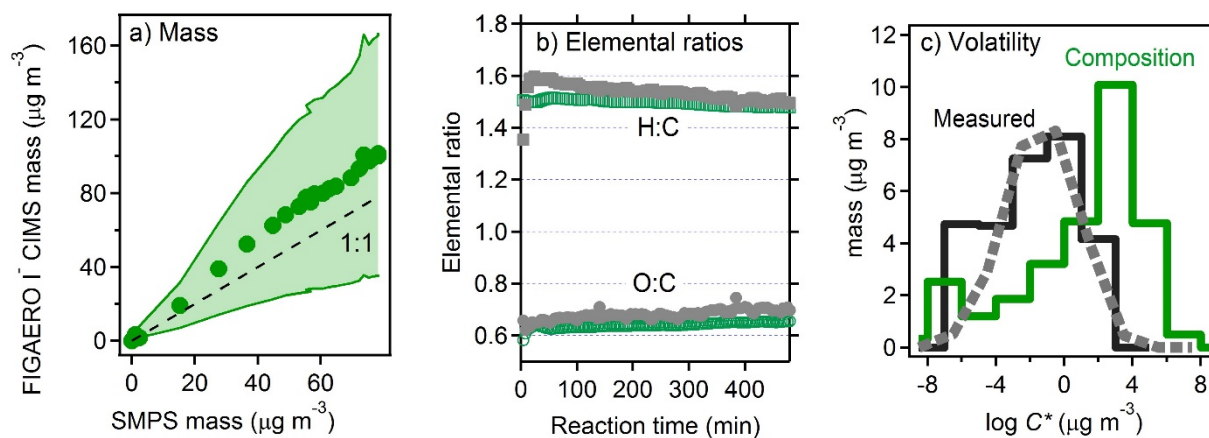 a) Mass
160
120
80
40
0
FIGAERO I⁻ CIMS mass (μg m⁻³)
1:1
0
20
40
60
SMPS mass (μg m⁻³)
b) Elemental ratios
1.8
1.6
1.4
1.2
1.0
0.8
0.6
Elemental ratio
H:C
O:C
0
100
200
300
400
Reaction time (min)
c) Volatility
Composition
Measured
12
10
8
6
4
2
0
mass (μg m⁻³)
-8
-4
0
4
8
log C* (μg m⁻³)